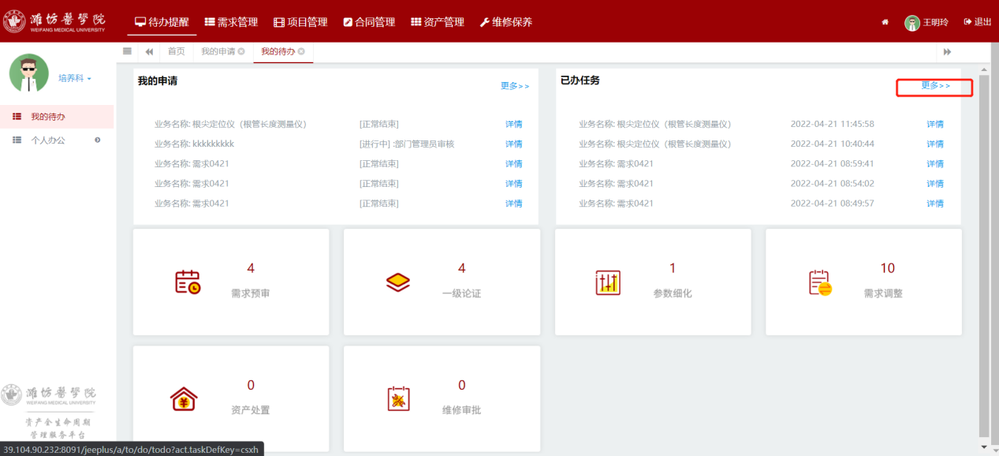 濰坊醫學院
WEIFANG MEDICAL UNIVERSITY
待办提醒 需求管理 项目管理 合同管理 资产管理 维修保养 王明玲 退出
首页 我的申请 我的待办
培养科
我的待办
个人办公
我的申请 更多>>
业务名称: 根尖定位仪（根管长度测量仪） [正常结束] 详情
业务名称: kkkkkkkkk [进行中] :部门管理员审核 详情
业务名称: 需求0421 [正常结束] 详情
业务名称: 需求0421 [正常结束] 详情
业务名称: 需求0421 [正常结束] 详情
已办任务 更多>>
业务名称: 根尖定位仪（根管长度测量仪） 2022-04-21 11:45:58 详情
业务名称: 根尖定位仪（根管长度测量仪） 2022-04-21 10:40:44 详情
业务名称: 需求0421 2022-04-21 08:59:41 详情
业务名称: 需求0421 2022-04-21 08:54:02 详情
业务名称: 需求0421 2022-04-21 08:49:57 详情
4
需求预审
4
一级论证
1
参数细化
10
需求调整
0
资产处置
0
维修审批
濰坊醫學院
WEIFANG MEDICAL UNIVERSITY
资产全生命周期
管理服务平台
39.104.90.232:8091/jeeplus/a/to/do/todo?act.taskDefKey=csxh